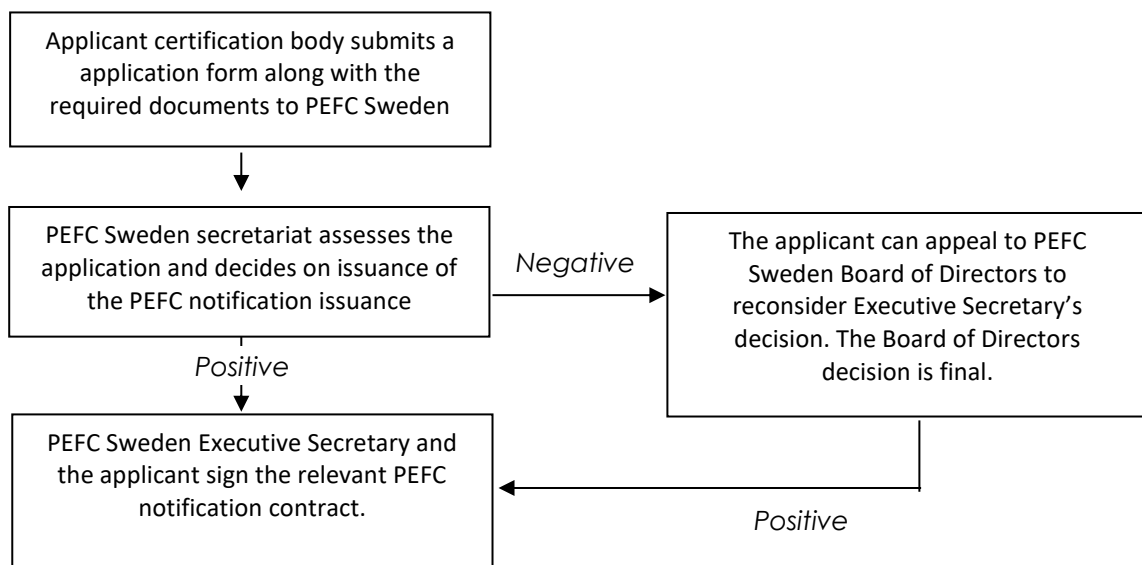 Applicant certification body submits a
application form along with the
required documents to PEFC Sweden
PEFC Sweden secretariat assesses the
application and decides on issuance of
the PEFC notification issuance
Negative
The applicant can appeal to PEFC
Sweden Board of Directors to
reconsider Executive Secretary’s
decision. The Board of Directors
decision is final.
Positive
PEFC Sweden Executive Secretary and
the applicant sign the relevant PEFC
notification contract.
Positive